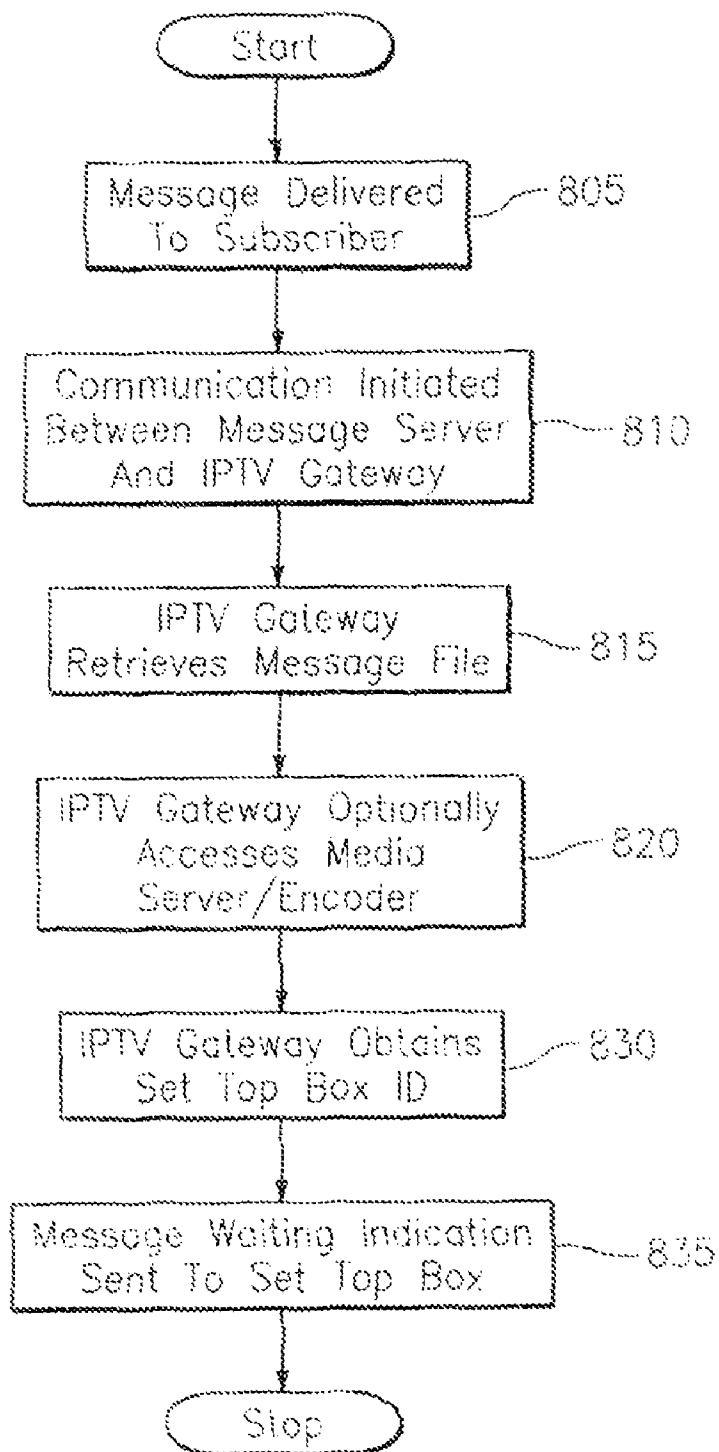 Start
Message Delivered
To Subscriber
805
Communication Initiated
Between Message Server
And IPTV Gateway
810
IPTV Gateway
Retrieves Message File
815
IPTV Gateway Optionally
Accesses Media
Server/Encoder
820
IPTV Gateway Obtains
Set Top Box ID
830
Message Waiting Indication
Sent To Set Top Box
835
Stop